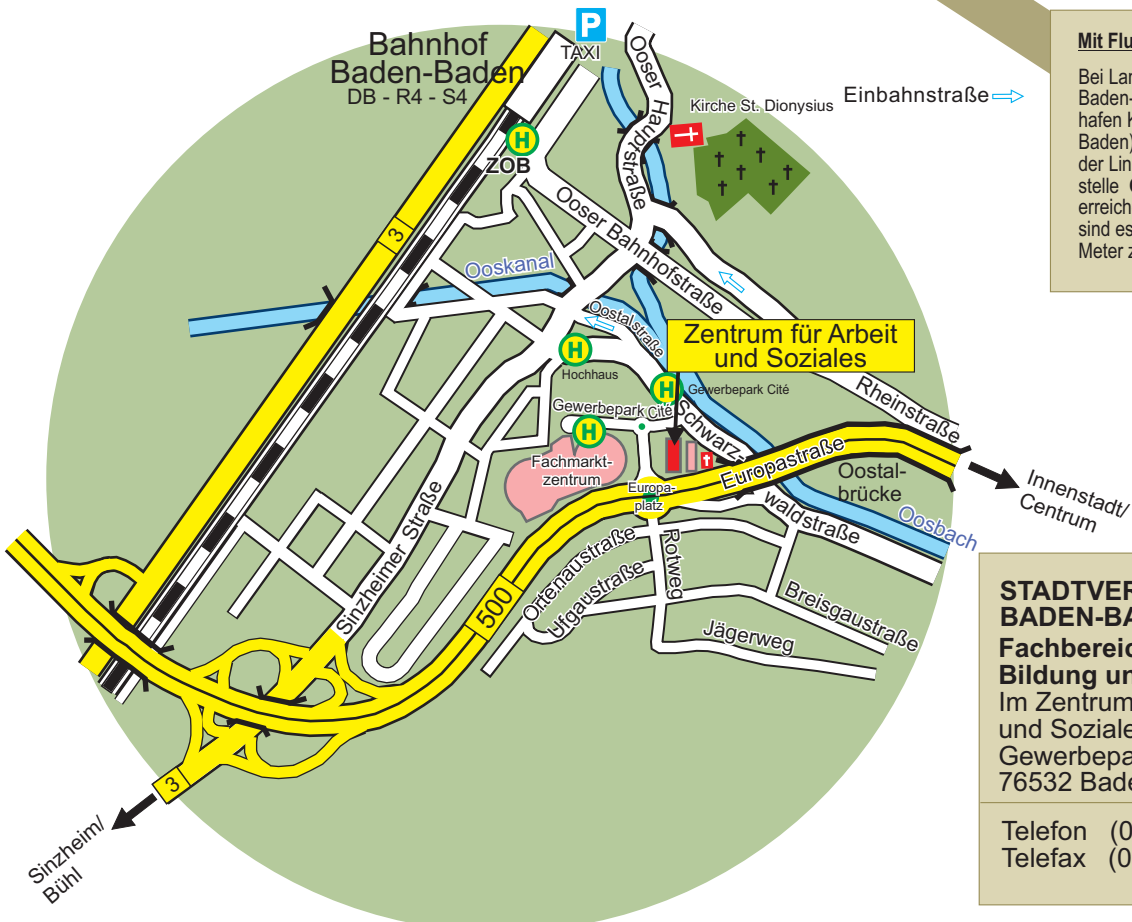 P
TAXI
Bahnhof
Baden-Baden
DB - R4 - S4
H
ZOB
3
Ooser Hauptstraße
Kirche St. Dionysius
Einbahnstraße
Ooser Bahnhofstraße
Ooskanal
Oostalstraße
Zentrum für Arbeit
und Soziales
H
Hochhaus
H
Gewerbepark Cité
Gewerbepark Cité
H
Fachmarkt-
zentrum
Schwarz-
waldstraße
Rheinstraße
Europastraße
Oostal-
brücke
Oosbach
Innenstadt/
Centrum
Europa-
platz
Sinzheimer Straße
500
Ortenaustraße
Ufgaustraße
Rotweg
Breisgaustraße
Jägerweg
3
Sinzheim/
Bühl
Mit Flu
Bei Lan
Baden-
hafen K
Baden)
der Lin
stelle
erreich
sind es
Meter z
STADTVER
BADEN-BA
Fachbereic
Bildung un
Im Zentrum
und Soziale
Gewerbepa
76532 Bade
Telefon (0
Telefax (0